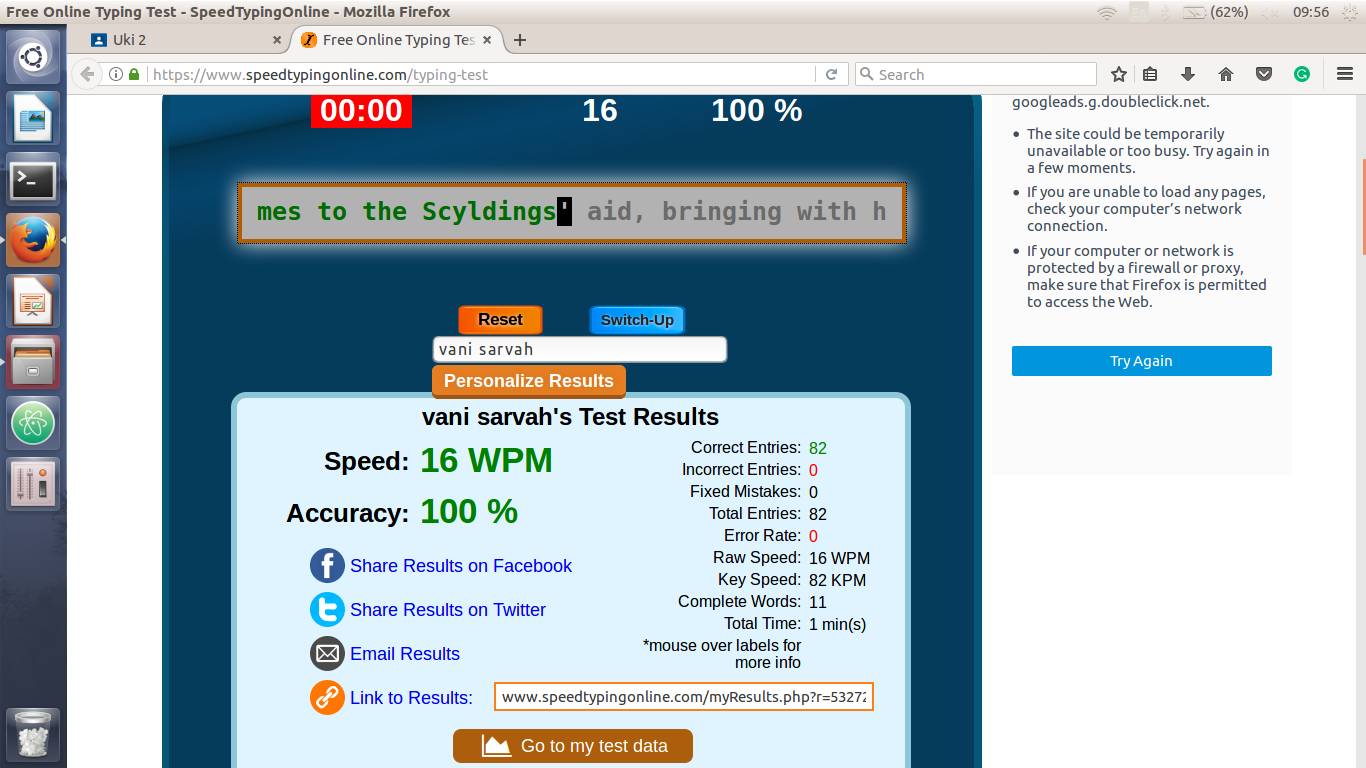 Free Online Typing Test - SpeedTypingOnline - Mozilla Firefox
(62%) 09:56
Uki 2
Free Online Typing Tes
https://www.speedtypingonline.com/typing-test
Search
00:00 16 100 %
mes to the Scyldings' aid, bringing with h
Reset Switch-Up
vani sarvah
Personalize Results
vani sarvah's Test Results
Speed: 16 WPM
Accuracy: 100 %
Share Results on Facebook
Share Results on Twitter
Email Results
Link to Results: www.speedtypingonline.com/myResults.php?r=5327
Correct Entries: 82
Incorrect Entries: 0
Fixed Mistakes: 0
Total Entries: 82
Error Rate: 0
Raw Speed: 16 WPM
Key Speed: 82 KPM
Complete Words: 11
Total Time: 1 min(s)
*mouse over labels for
more info
Go to my test data
googleads.g.doubleclick.net.
The site could be temporarily
unavailable or too busy. Try again in
a few moments.
If you are unable to load any pages,
check your computer's network
connection.
If your computer or network is
protected by a firewall or proxy,
make sure that Firefox is permitted
to access the Web.
Try Again